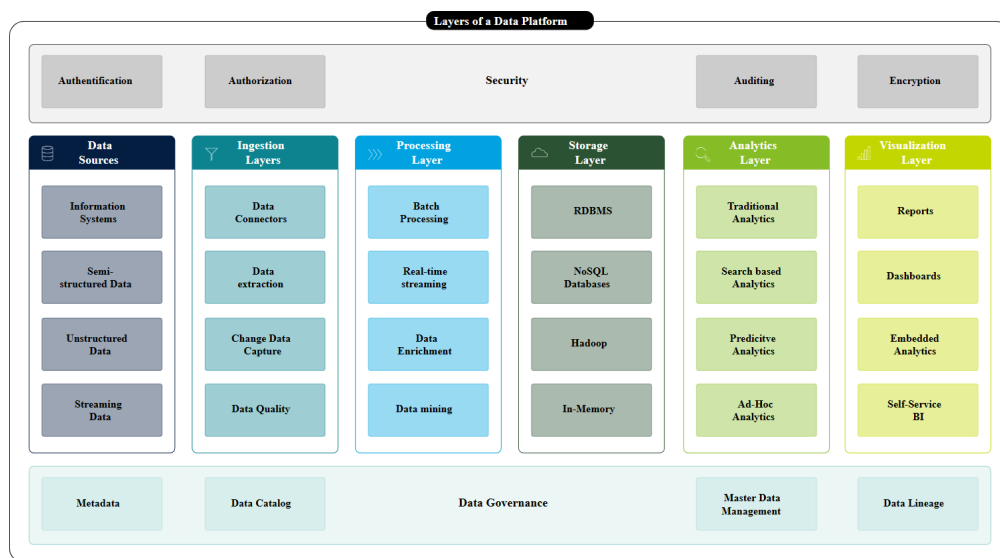 Layers of a Data Platform
Authentification
Authorization
Security
Auditing
Encryption
Data
Sources
Ingestion
Layers
Processing
Layer
Storage
Layer
Analytics
Layer
Visualization
Layer
Information
Systems
Data
Connectors
Batch
Processing
RDBMS
Traditional
Analytics
Reports
Semi-
structured Data
Data
extraction
Real-time
streaming
NoSQL
Databases
Search based
Analytics
Dashboards
Unstructured
Data
Change Data
Capture
Data
Enrichment
Hadoop
Predicitve
Analytics
Embedded
Analytics
Streaming
Data
Data Quality
Data mining
In-Memory
Ad-Hoc
Analytics
Self-Service
BI
Metadata
Data Catalog
Data Governance
Master Data
Management
Data Lineage